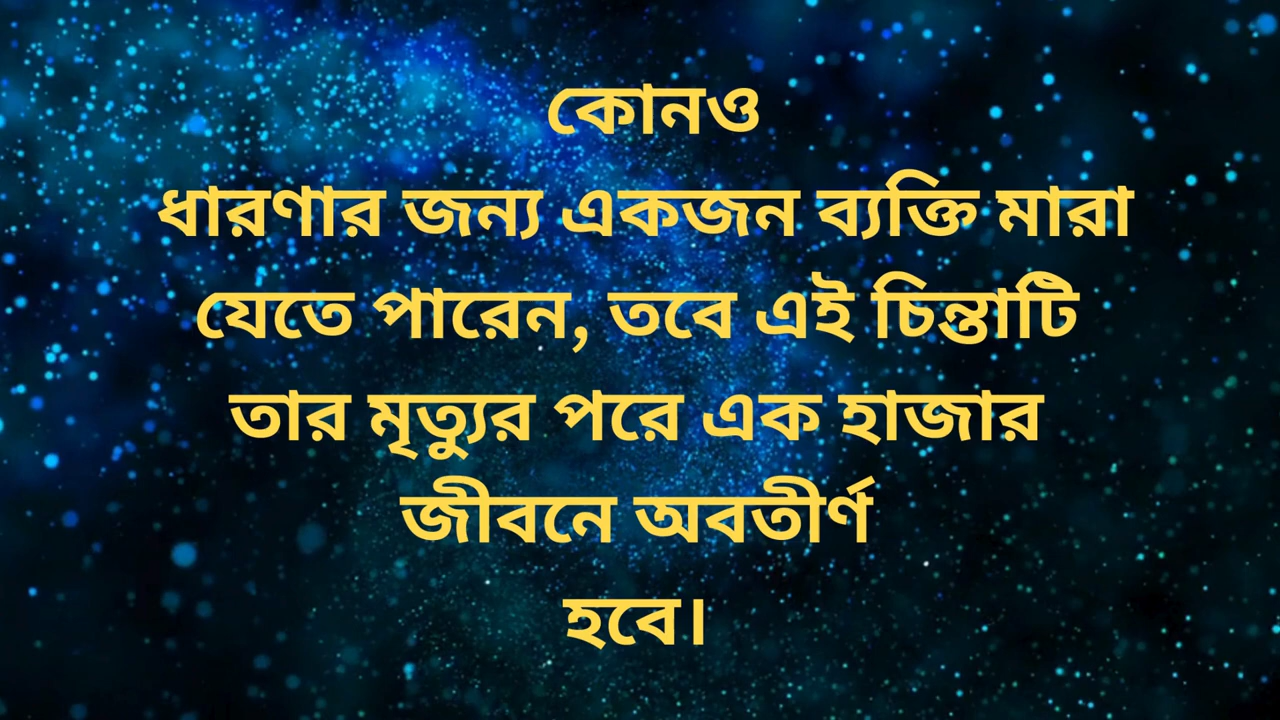 কোনও
ধারণার জন্য একজন ব্যক্তি মারা
যেতে পারেন, তবে এই চিন্তাটি
তার মৃত্যুর পরে এক হাজার
জীবনে অবতীর্ণ
হবে।